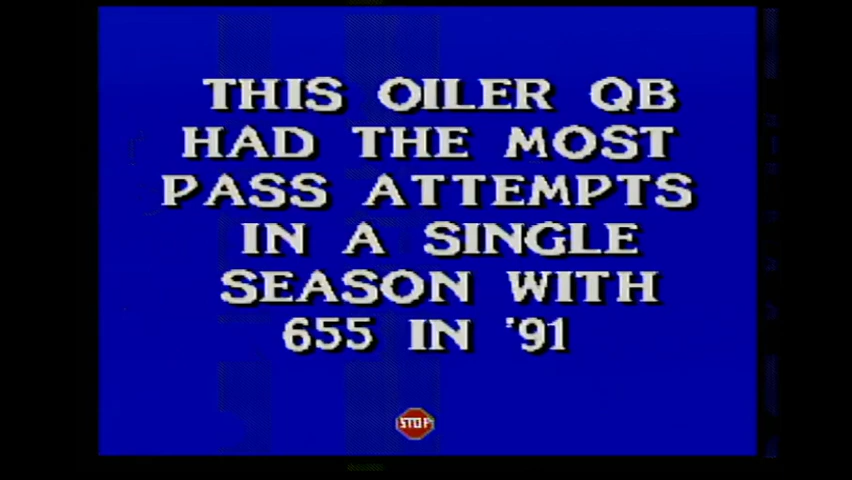 THIS OILER QB
HAD THE MOST
PASS ATTEMPTS
IN A SINGLE
SEASON WITH
655 IN '91
STOP